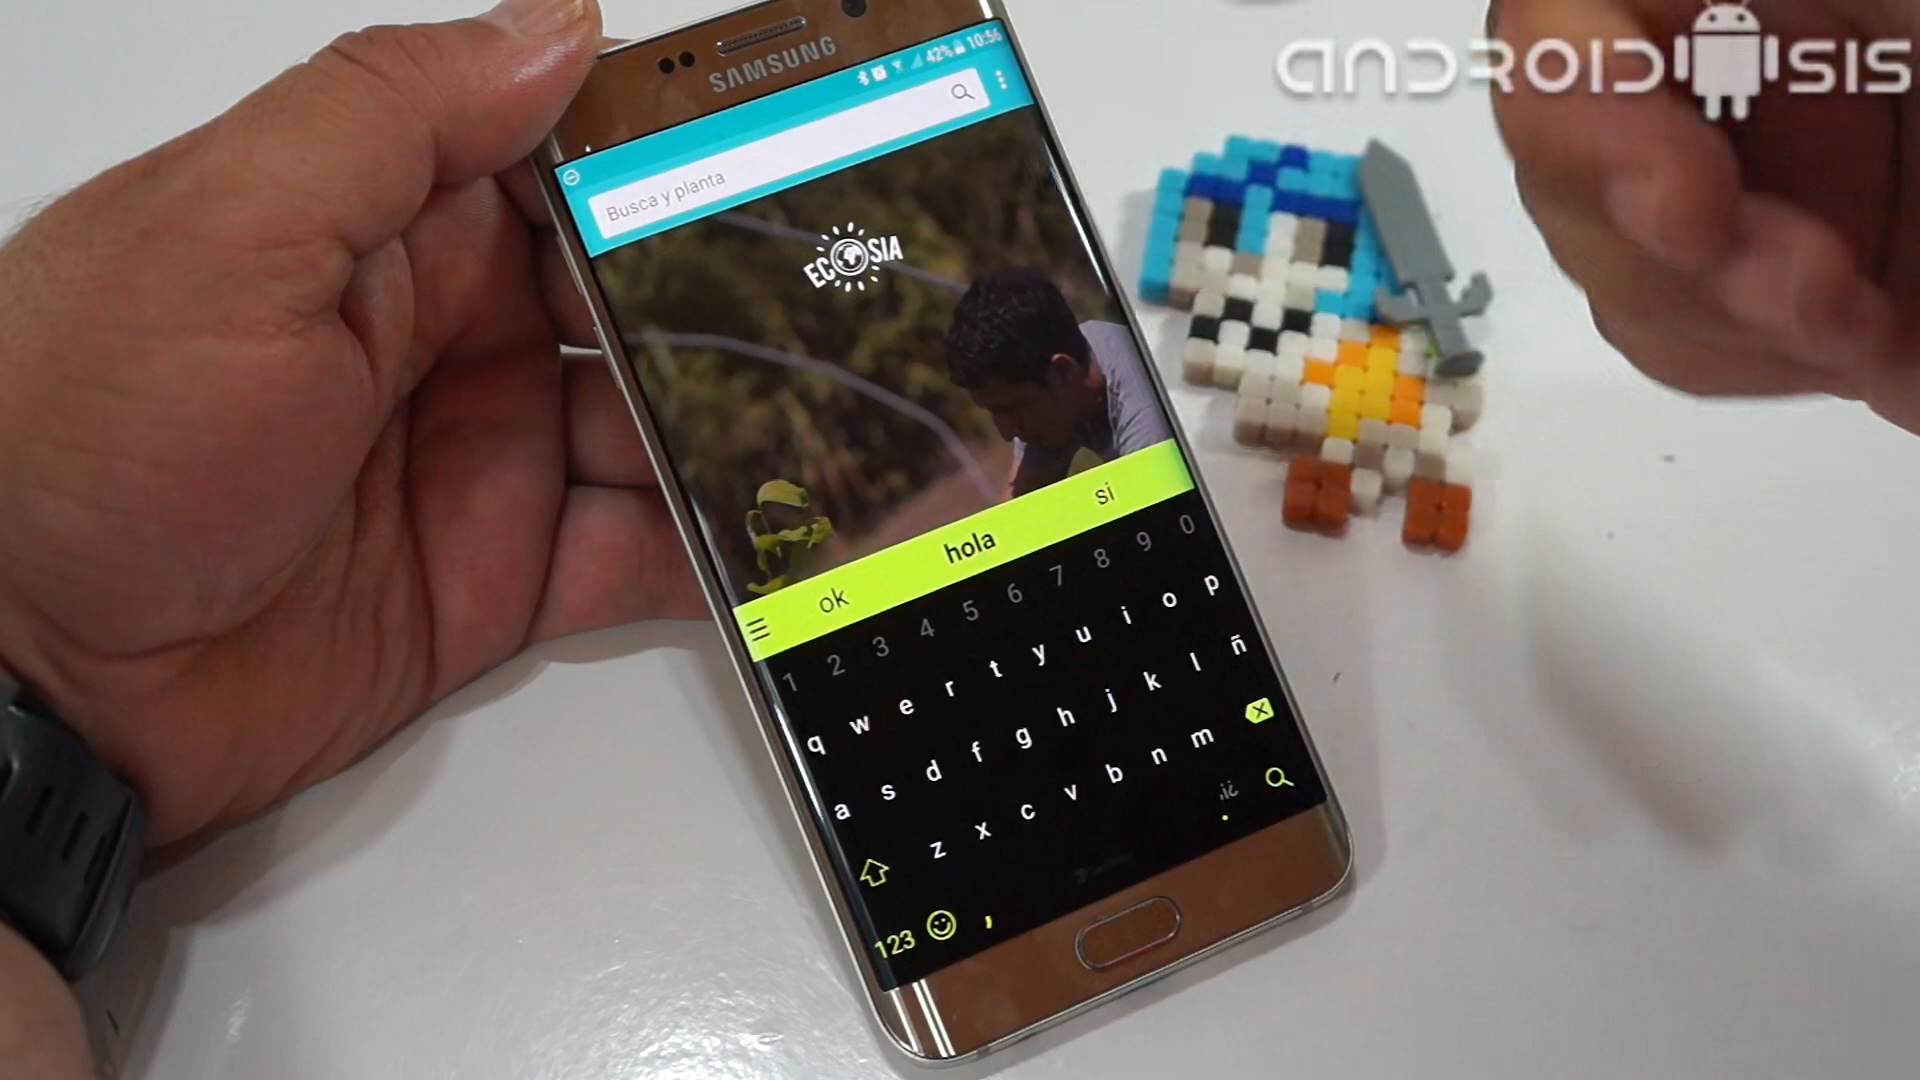 ANDROIDSIS
SAMSUNG
42% 10:56
Busca y planta
ECOSIA
ok hola si
1 2 3 4 5 6 7 8 9 0
q w e r t y u i o p
a s d f g h j k l ñ
z x c v b n m
,¡¿
123 , .